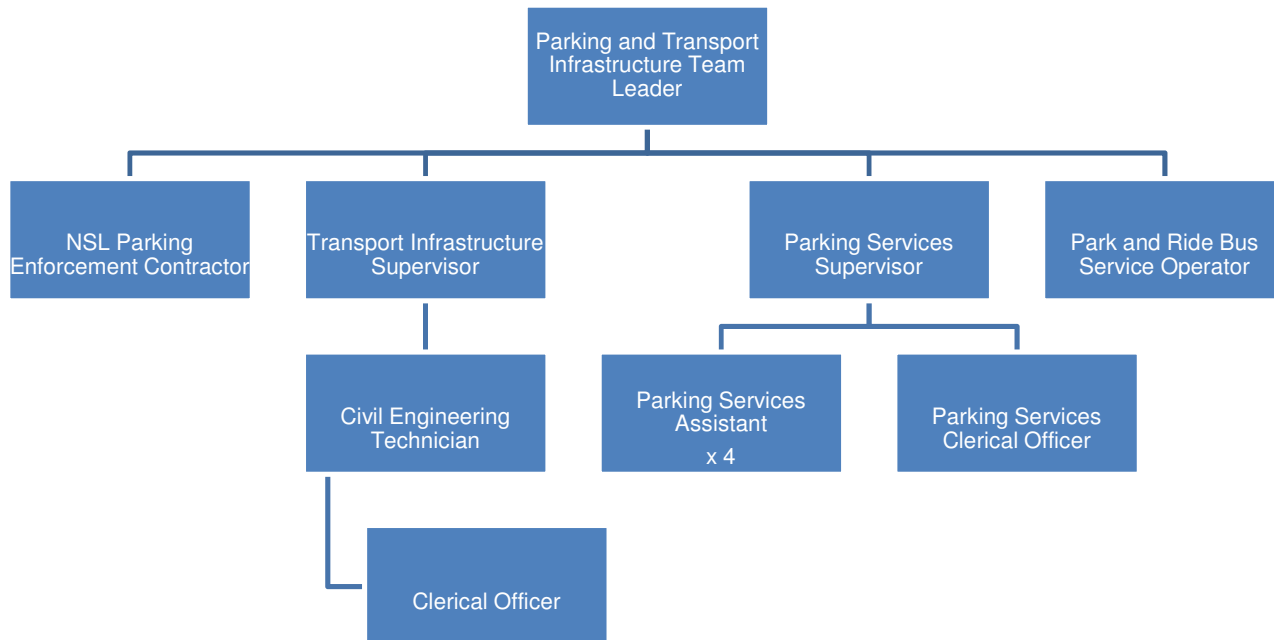 Parking and Transport
Infrastructure Team
Leader
NSL Parking
Enforcement Contractor
Transport Infrastructure
Supervisor
Parking Services
Supervisor
Park and Ride Bus
Service Operator
Civil Engineering
Technician
Parking Services
Assistant
x 4
Parking Services
Clerical Officer
Clerical Officer